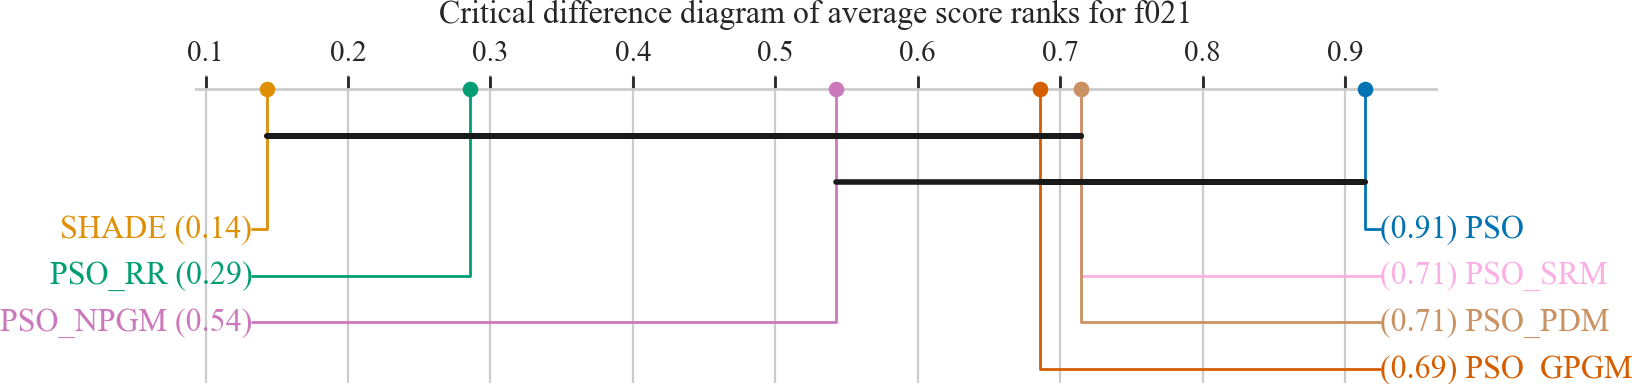 Critical difference diagram of average score ranks for f021
0.1 0.2 0.3 0.4 0.5 0.6 0.7 0.8 0.9
SHADE (0.14)
PSO_RR (0.29)
PSO_NPGM (0.54)
(0.91) PSO
(0.71) PSO_SRM
(0.71) PSO_PDM
(0.69) PSO_GPGM